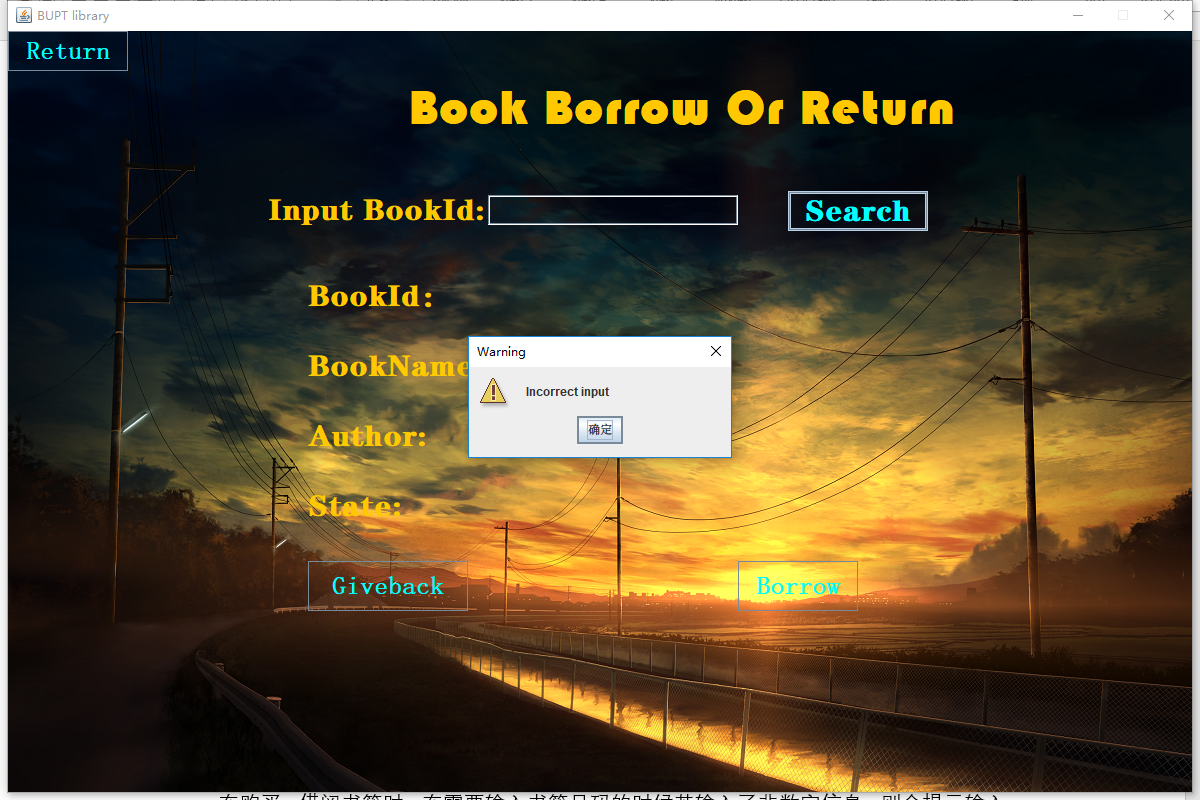 BUPT library
Return
Book Borrow Or Return
Input BookId:
Search
BookId:
BookName
Warning
Incorrect input
确定
Author:
State:
Giveback
Borrow